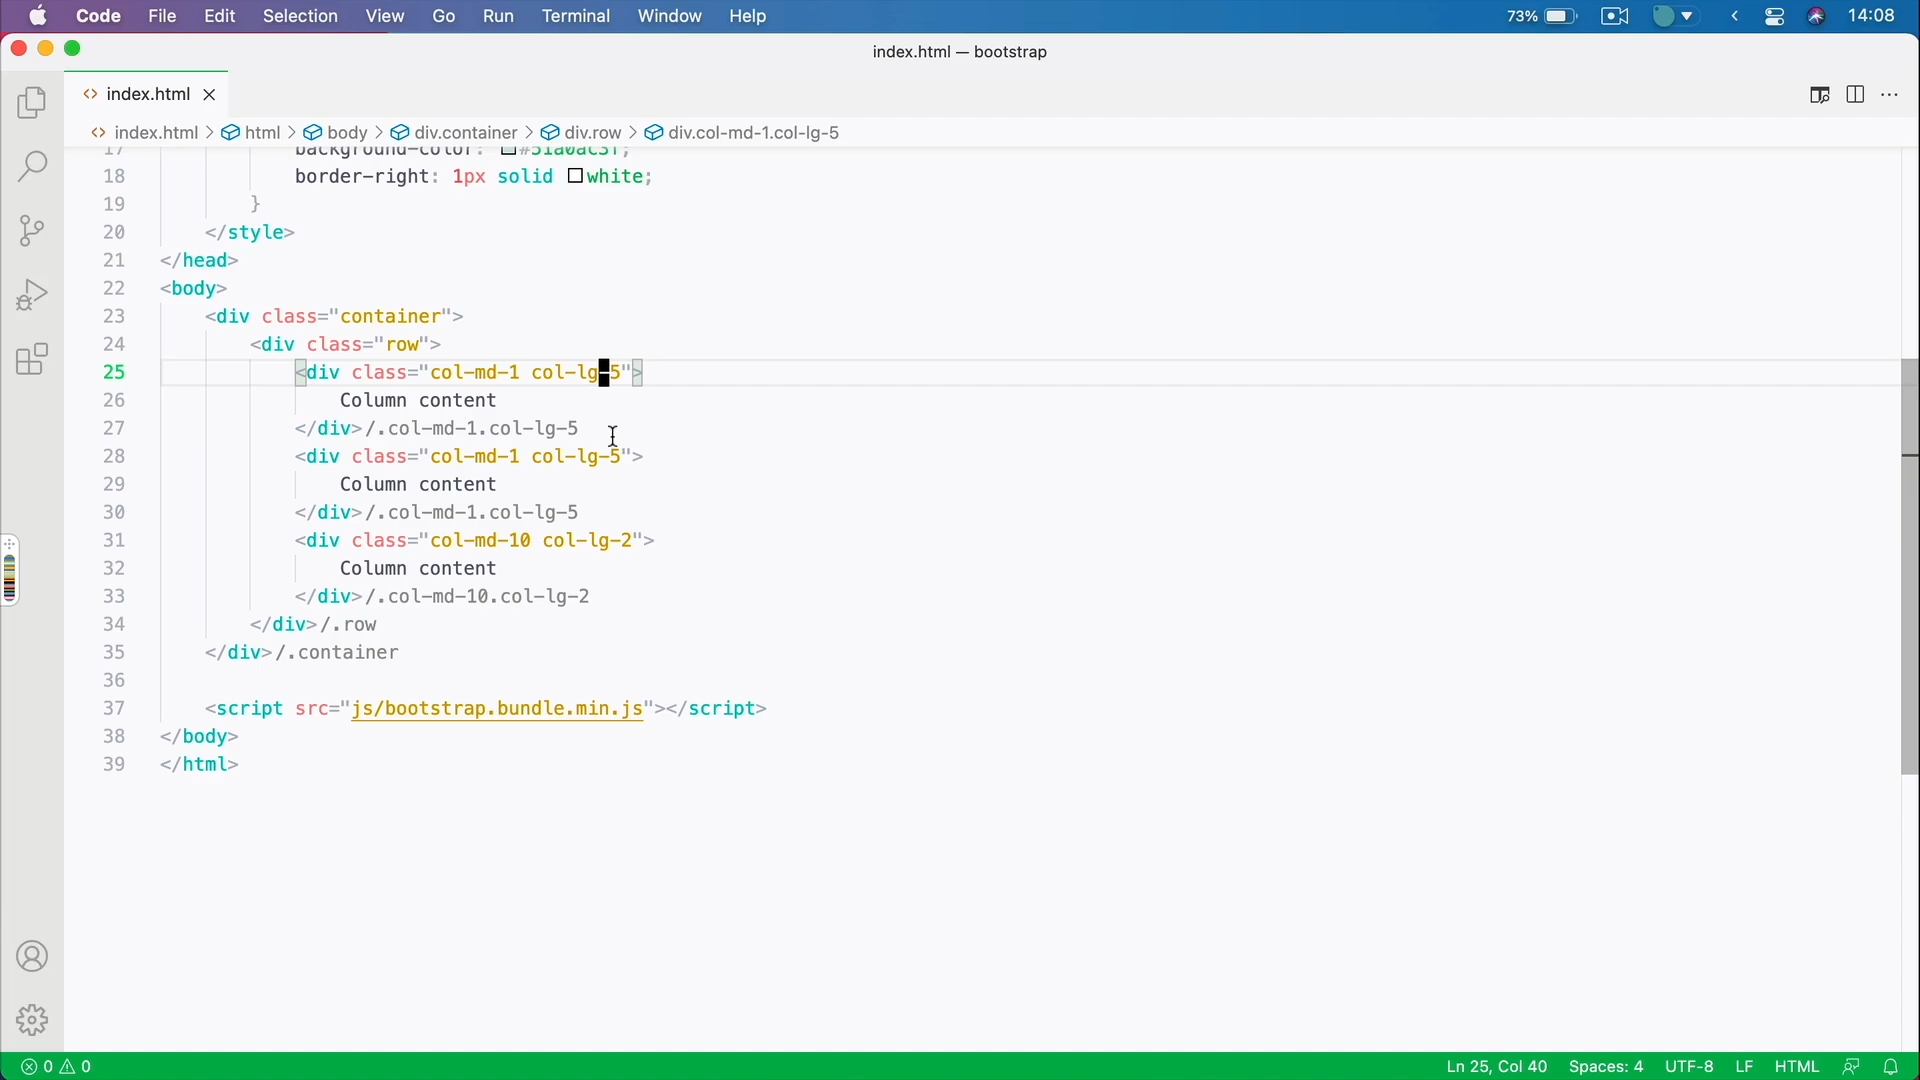 Code File Edit Selection View Go Run Terminal Window Help 73% 14:08
index.html — bootstrap
index.html
index.html > html > body > div.container > div.row > div.col-md-1.col-lg-5
17 background-color: #51a0ac3f;
18 border-right: 1px solid white;
19 }
20 </style>
21 </head>
22 <body>
23 <div class="container">
24 <div class="row">
25 <div class="col-md-1 col-lg-5">
26 Column content
27 </div>/.col-md-1.col-lg-5
28 <div class="col-md-1 col-lg-5">
29 Column content
30 </div>/.col-md-1.col-lg-5
31 <div class="col-md-10 col-lg-2">
32 Column content
33 </div>/.col-md-10.col-lg-2
34 </div>/.row
35 </div>/.container
36
37 <script src="js/bootstrap.bundle.min.js"></script>
38 </body>
39 </html>
0 0 Ln 25, Col 40 Spaces: 4 UTF-8 LF HTML